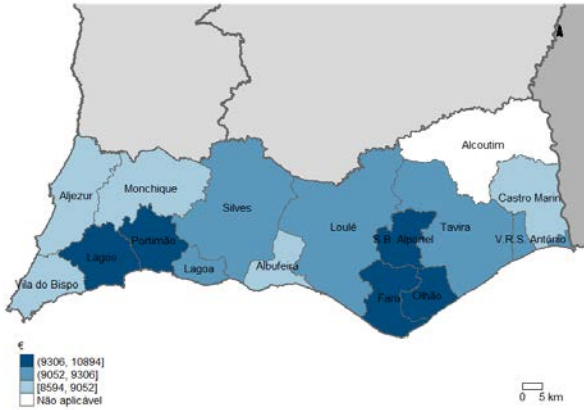 Alcoutim
Aljezur
Monchique
Castro Marim
Silves
Loulé
Tavira
S.B. Alportel
V.R.S. António
Portimão
Lagos
Lagoa
Albufeira
Vila do Bispo
Faro
Olhão
€
(9306, 10894]
(9052, 9306]
[8594, 9052]
Não aplicável
0 5 km